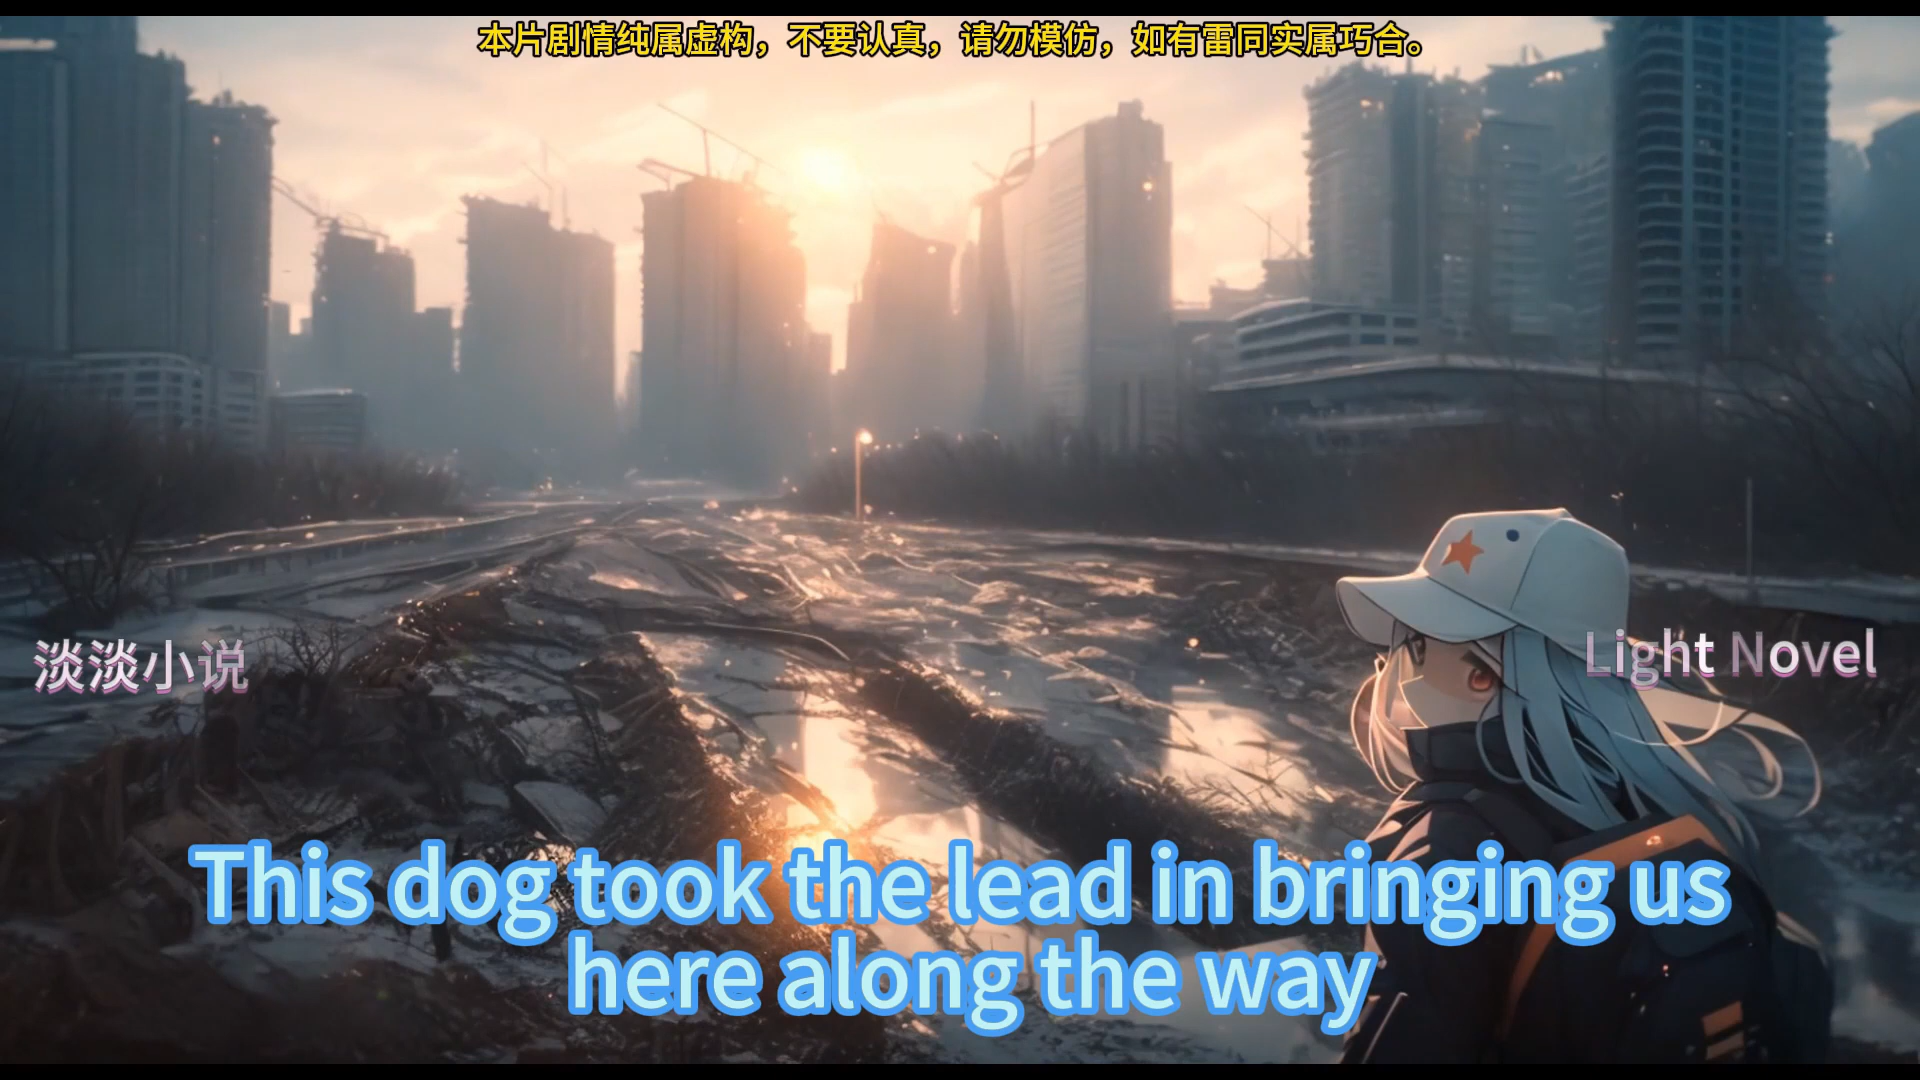 本片剧情纯属虚构，不要认真，请勿模仿，如有雷同实属巧合。
淡淡小说
Light Novel
This dog took the lead in bringing us
here along the way